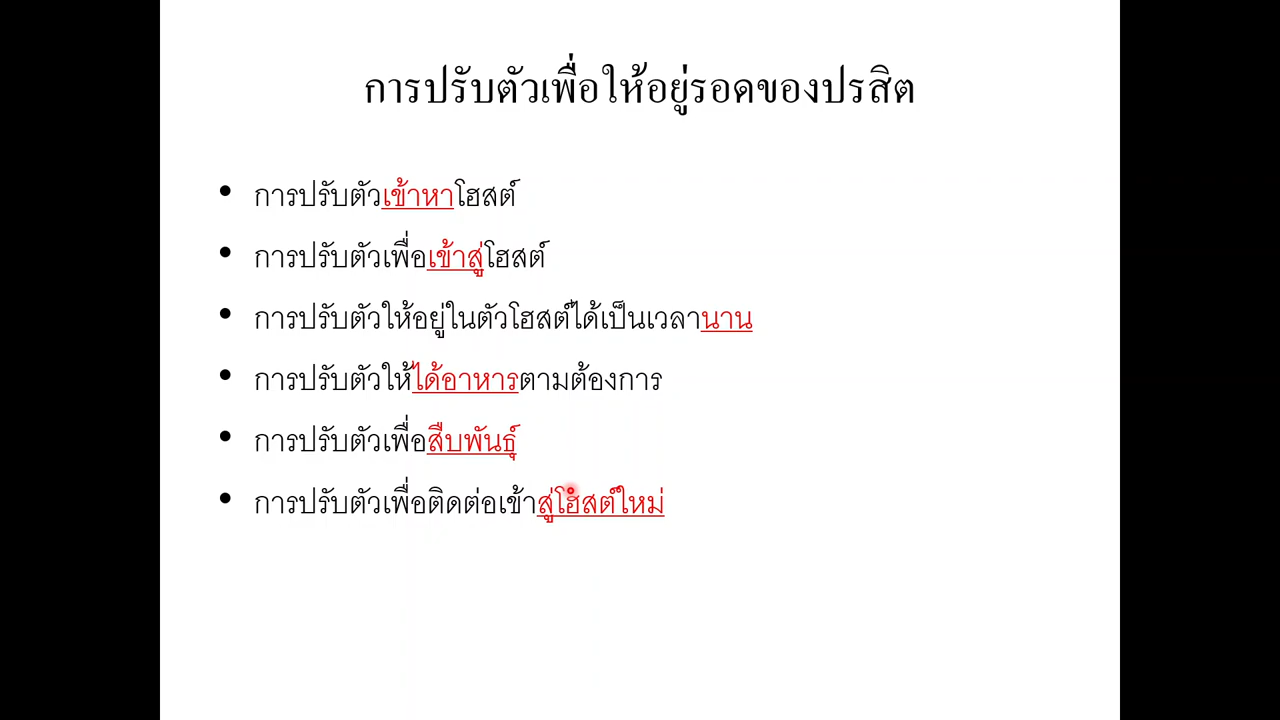 การปรับตัวเพื่อให้อยู่รอดของปรสิต
• การปรับตัวเข้าหาโฮสต์
• การปรับตัวเพื่อเข้าสู่โฮสต์
• การปรับตัวให้อยู่ในตัวโฮสต์ได้เป็นเวลานาน
• การปรับตัวให้ได้อาหารตามต้องการ
• การปรับตัวเพื่อสืบพันธุ์
• การปรับตัวเพื่อติดต่อเข้าสู่โฮสต์ใหม่